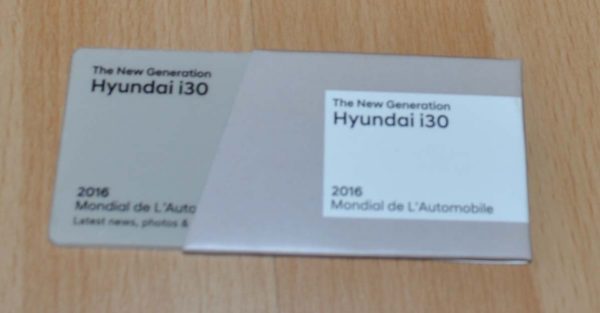 The New Generation
Hyundai i30
2016
Mondial de L'Auto
Latest news, photos &
The New Generation
Hyundai i30
2016
Mondial de L'Automobile